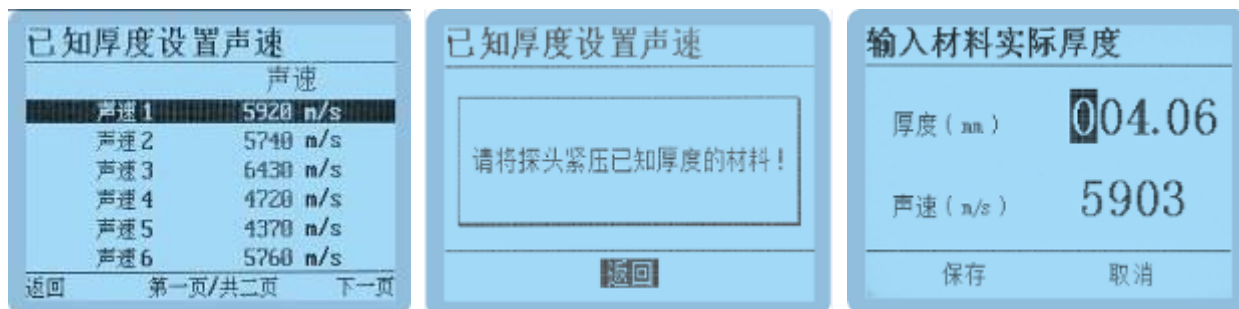 已知厚度设置声速
声速
声速1 5920 m/s
声速2 5740 m/s
声速3 6430 m/s
声速4 4720 m/s
声速5 4370 m/s
声速6 5760 m/s
返回 第一页/共二页 下一页
已知厚度设置声速
请将探头紧压已知厚度的材料!
返回
输入材料实际厚度
厚度(mm) 004.06
声速(m/s) 5903
保存 取消